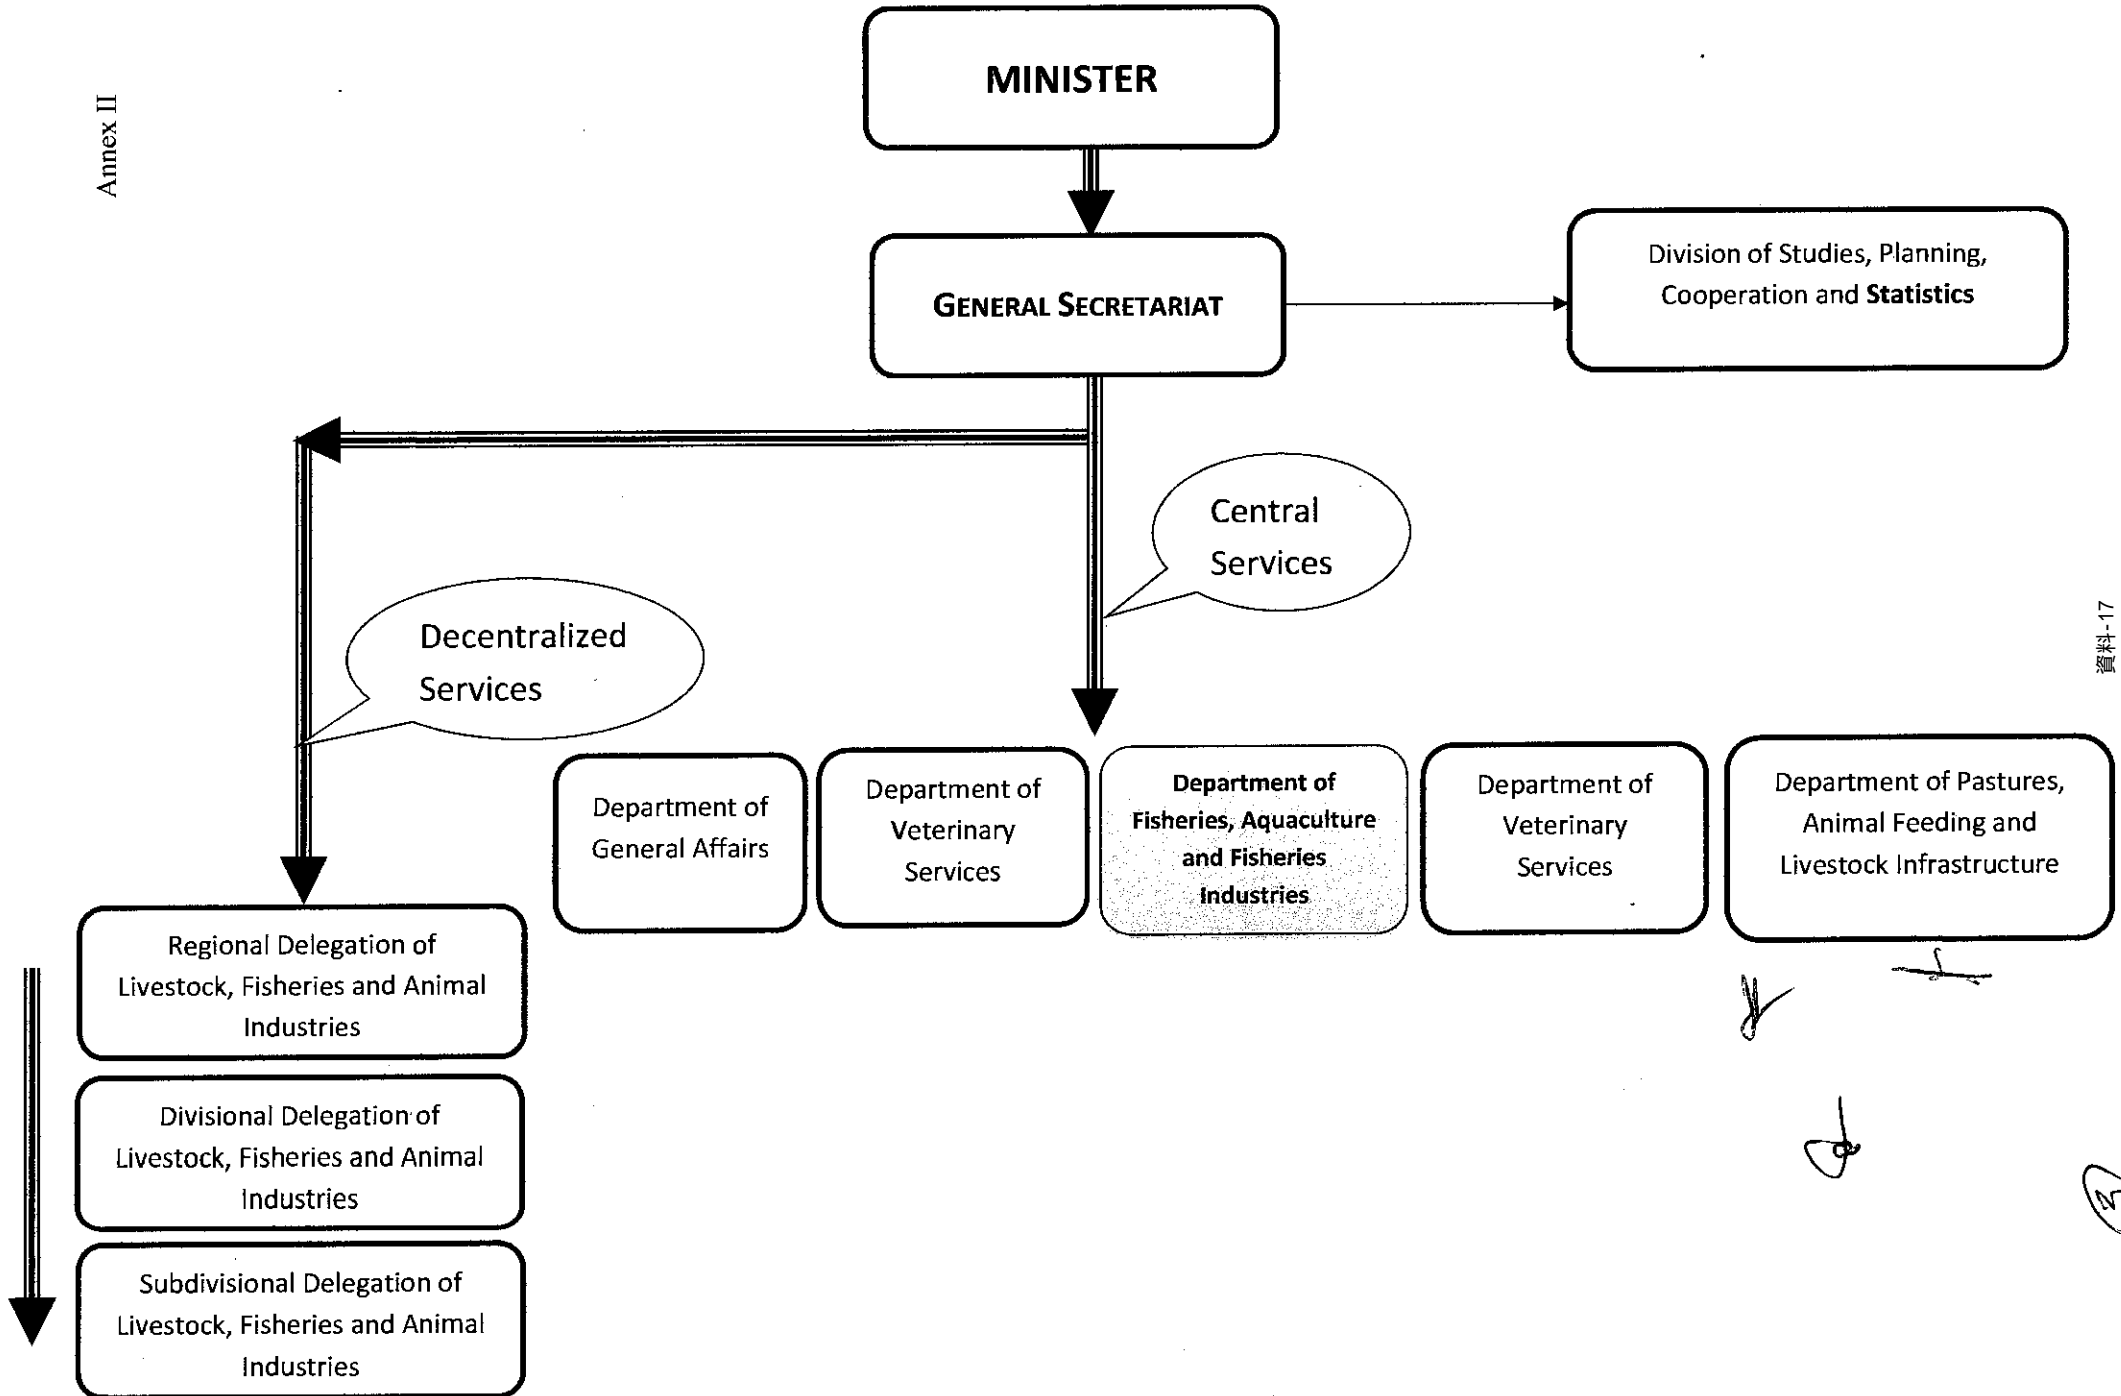 Annex II
MINISTER
GENERAL SECRETARIAT
Division of Studies, Planning,
Cooperation and Statistics
Central
Services
Decentralized
Services
資料-17
Department of
General Affairs
Department of
Veterinary
Services
Department of
Fisheries, Aquaculture
and Fisheries
Industries
Department of
Veterinary
Services
Department of Pastures,
Animal Feeding and
Livestock Infrastructure
Regional Delegation of
Livestock, Fisheries and Animal
Industries
Divisional Delegation of
Livestock, Fisheries and Animal
Industries
Subdivisional Delegation of
Livestock, Fisheries and Animal
Industries